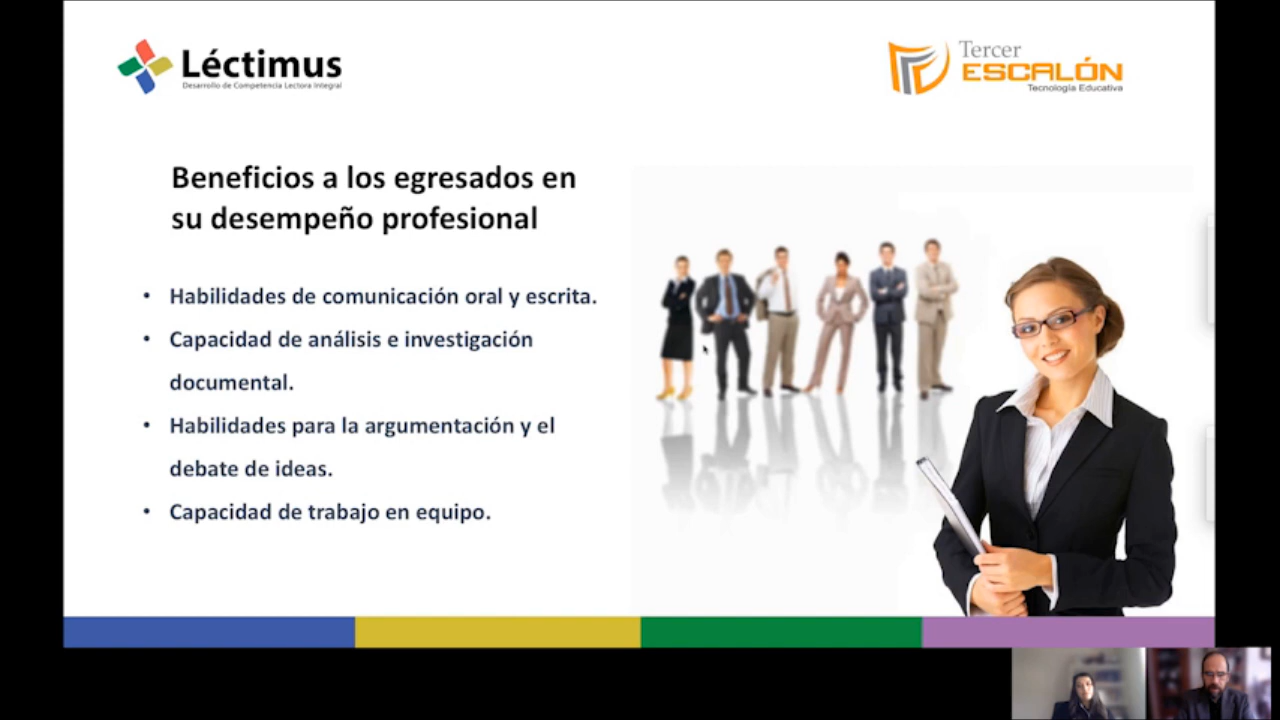 Léctimus
Desarrollo de Competencia Lectora Integral
Tercer
ESCALÓN
Tecnología Educativa
Beneficios a los egresados en
su desempeño profesional
• Habilidades de comunicación oral y escrita.
• Capacidad de análisis e investigación
documental.
• Habilidades para la argumentación y el
debate de ideas.
• Capacidad de trabajo en equipo.